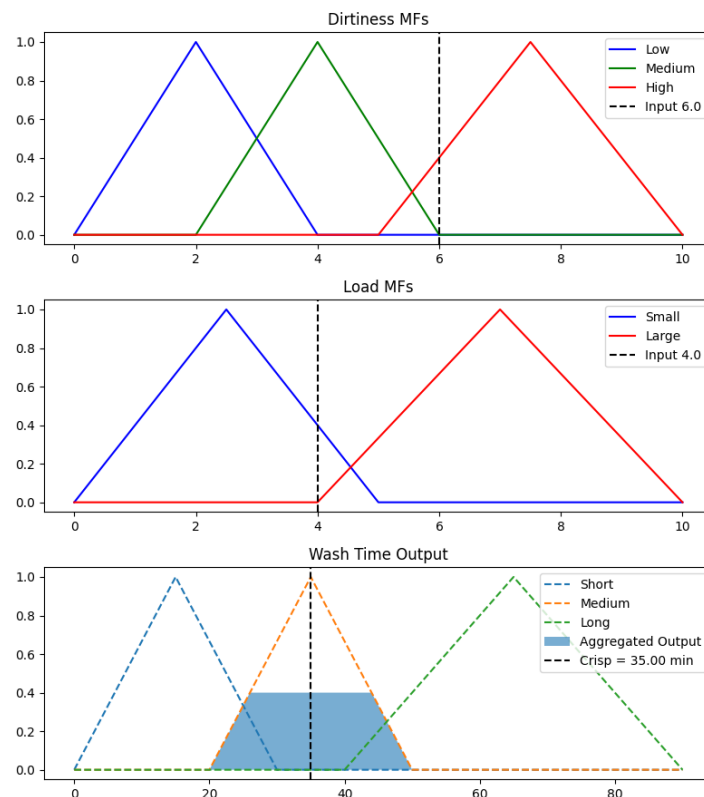 Dirtiness MFs
1.0
0.8
0.6
0.4
0.2
0.0
0 2 4 6 8 10
Low
Medium
High
Input 6.0
Load MFs
1.0
0.8
0.6
0.4
0.2
0.0
0 2 4 6 8 10
Small
Large
Input 4.0
Wash Time Output
1.0
0.8
0.6
0.4
0.2
0.0
0 20 40 60 80
Short
Medium
Long
Aggregated Output
Crisp = 35.00 min